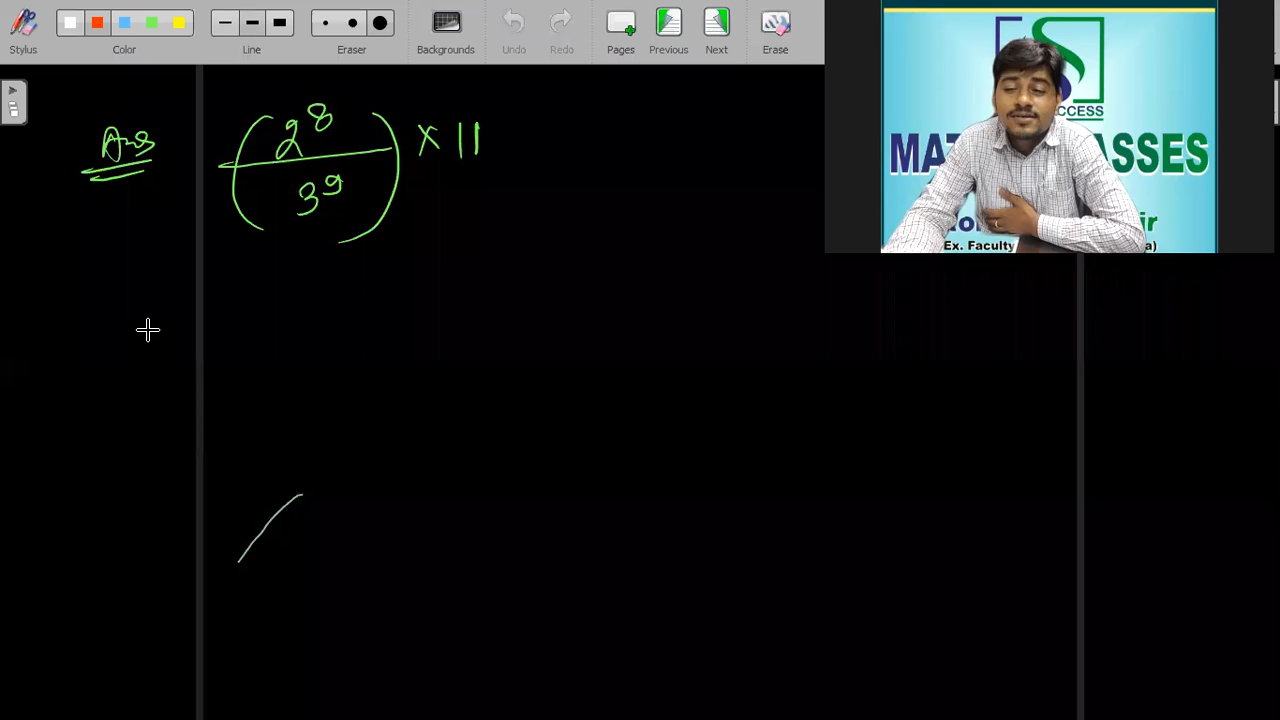 Stylus
Color
Line
Eraser
Backgrounds
Undo
Redo
Pages
Previous
Next
Erase
Ans (2^8 / 3^9) × 11
CCESS
MAT ASSES
ir
Ex. Faculty a)